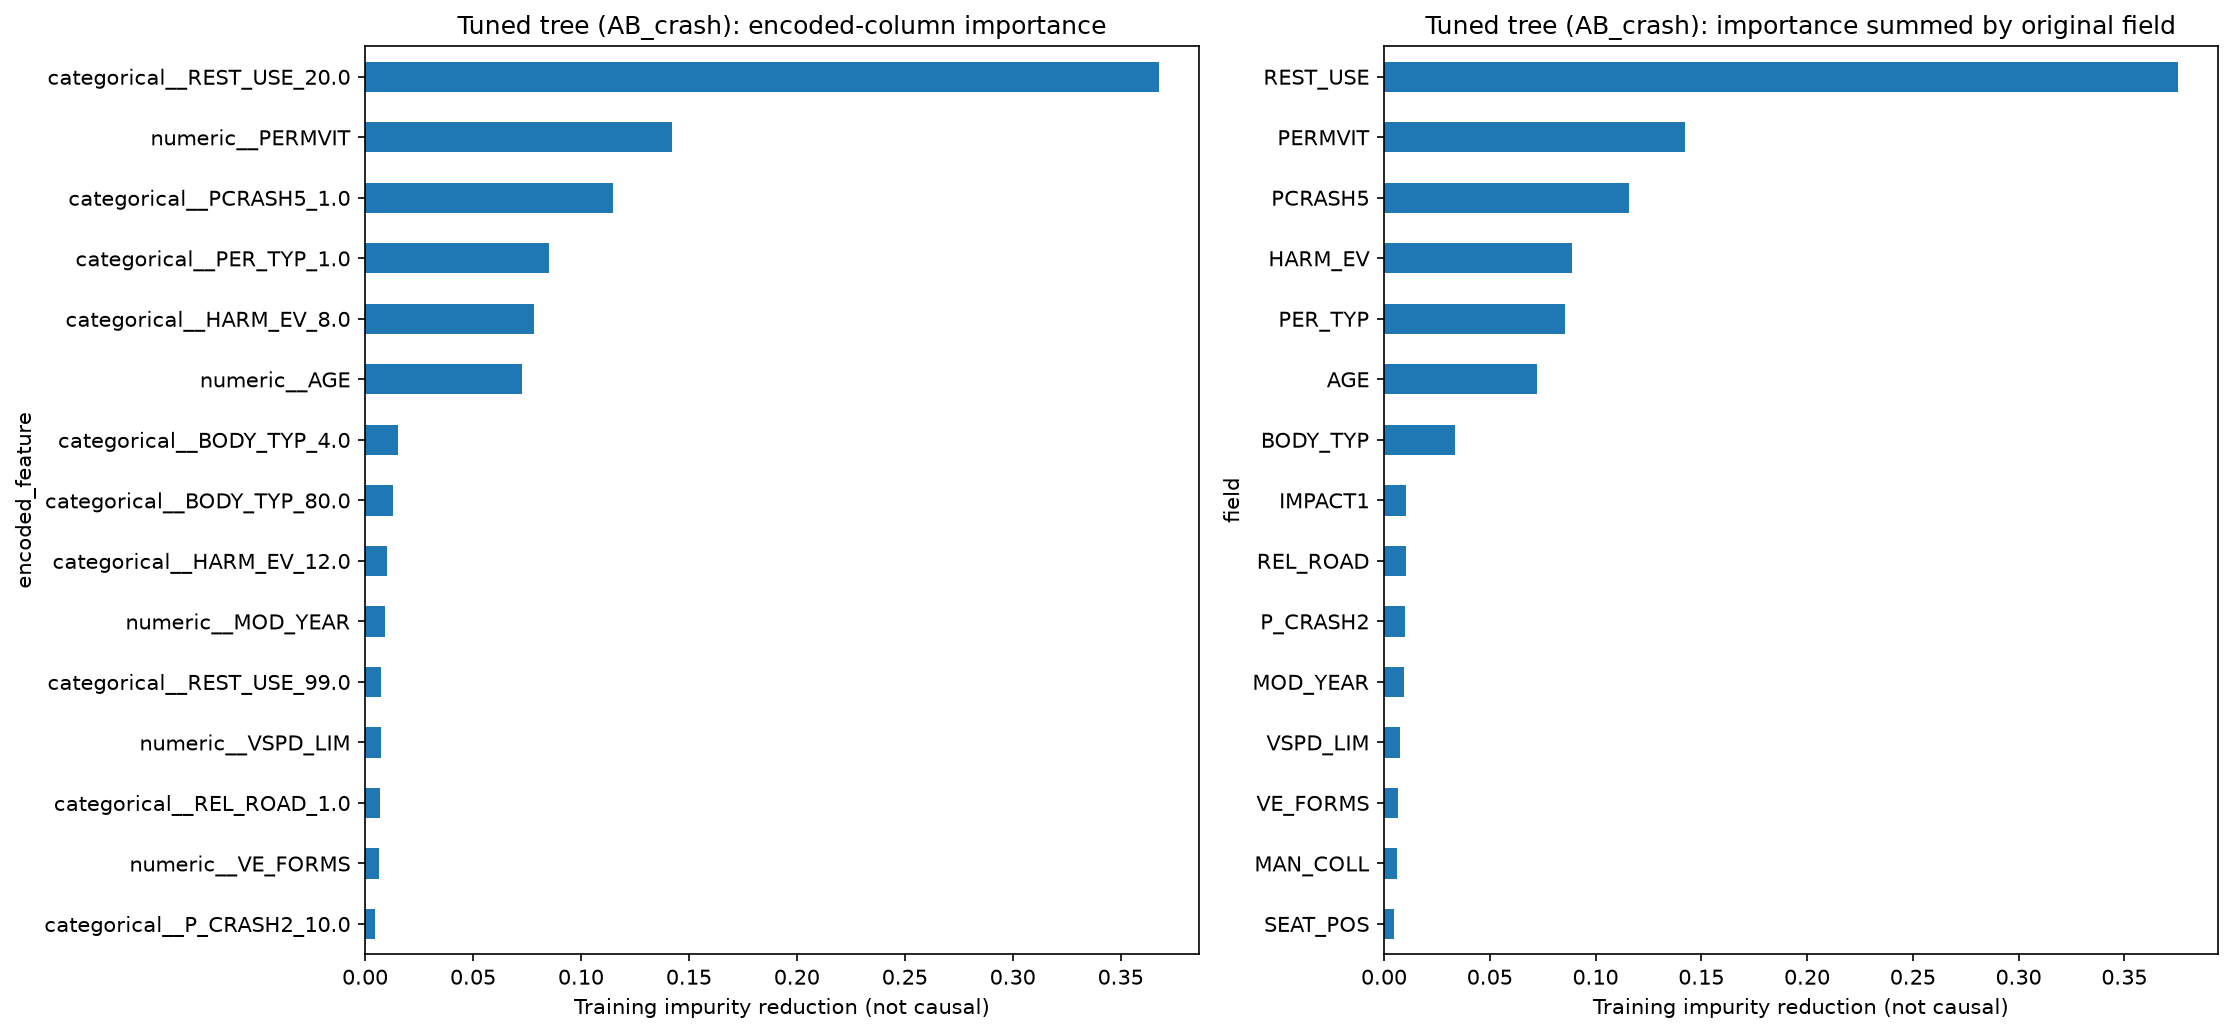 Tuned tree (AB_crash): encoded-column importance
encoded_feature
categorical__REST_USE_20.0
numeric__PERMVIT
categorical__PCRASH5_1.0
categorical__PER_TYP_1.0
categorical__HARM_EV_8.0
numeric__AGE
categorical__BODY_TYP_4.0
categorical__BODY_TYP_80.0
categorical__HARM_EV_12.0
numeric__MOD_YEAR
categorical__REST_USE_99.0
numeric__VSPD_LIM
categorical__REL_ROAD_1.0
numeric__VE_FORMS
categorical__P_CRASH2_10.0
0.00 0.05 0.10 0.15 0.20 0.25 0.30 0.35
Training impurity reduction (not causal)
Tuned tree (AB_crash): importance summed by original field
field
REST_USE
PERMVIT
PCRASH5
HARM_EV
PER_TYP
AGE
BODY_TYP
IMPACT1
REL_ROAD
P_CRASH2
MOD_YEAR
VSPD_LIM
VE_FORMS
MAN_COLL
SEAT_POS
0.00 0.05 0.10 0.15 0.20 0.25 0.30 0.35
Training impurity reduction (not causal)